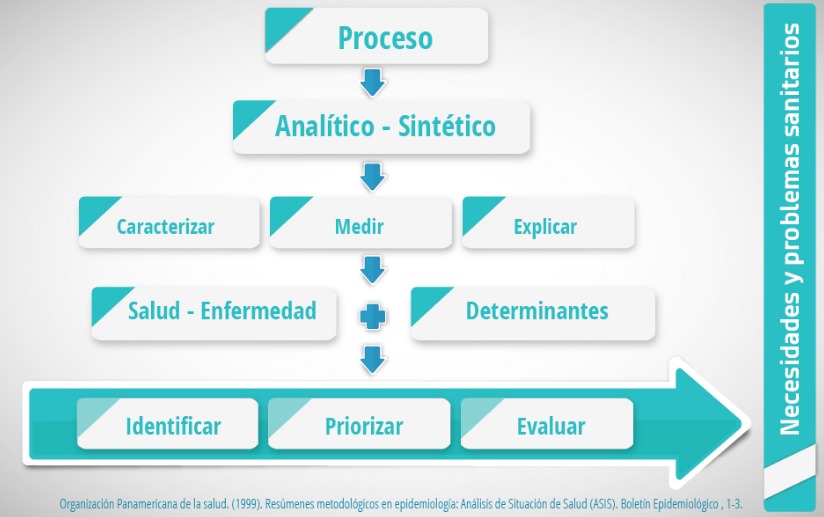 Proceso
Analítico - Sintético
Caracterizar
Medir
Explicar
Salud - Enfermedad
Determinantes
Identificar
Priorizar
Evaluar
Necesidades y problemas sanitarios
Organización Panamericana de la salud. (1999). Resúmenes metodológicos en epidemiología: Análisis de Situación de Salud (ASIS). Boletín Epidemiológico , 1-3.